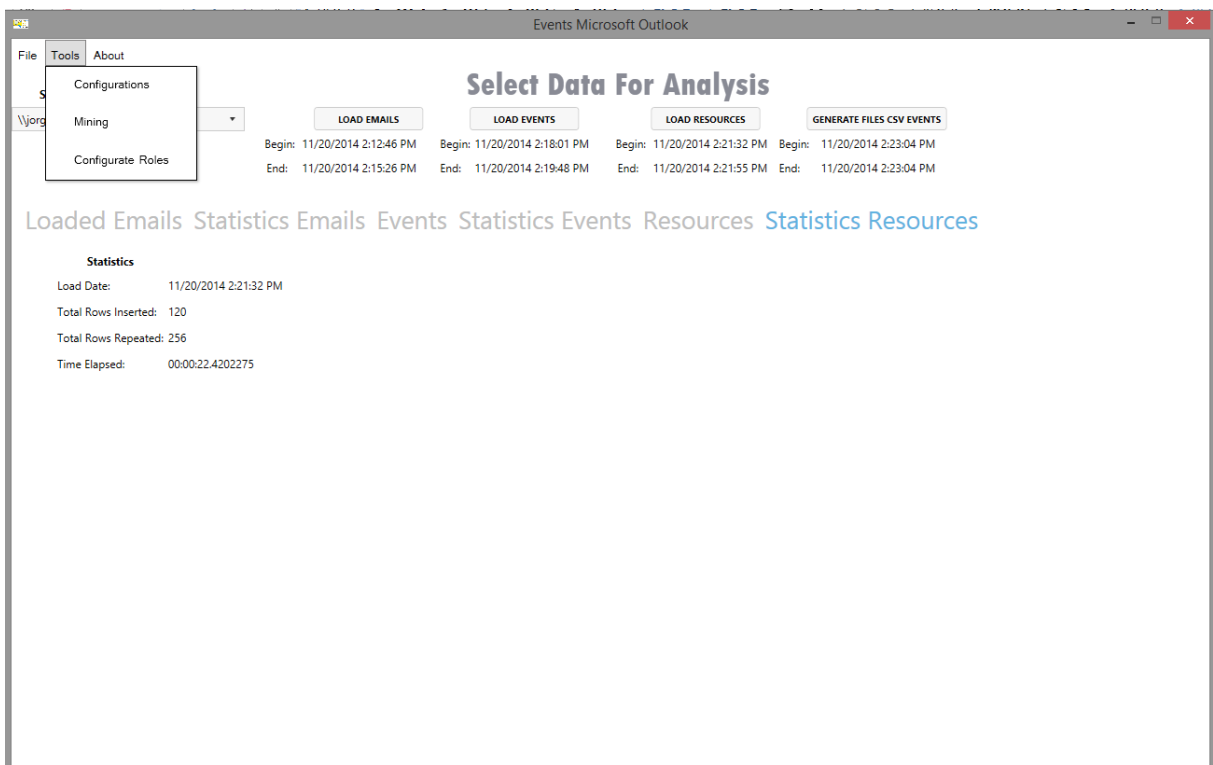 Events Microsoft Outlook
File Tools About
Configurations
Mining
Configurate Roles
Select Data For Analysis
S
\\jorg
LOAD EMAILS LOAD EVENTS LOAD RESOURCES GENERATE FILES CSV EVENTS
Begin: 11/20/2014 2:12:46 PM Begin: 11/20/2014 2:18:01 PM Begin: 11/20/2014 2:21:32 PM Begin: 11/20/2014 2:23:04 PM
End: 11/20/2014 2:15:26 PM End: 11/20/2014 2:19:48 PM End: 11/20/2014 2:21:55 PM End: 11/20/2014 2:23:04 PM
Loaded Emails Statistics Emails Events Statistics Events Resources Statistics Resources
Statistics
Load Date: 11/20/2014 2:21:32 PM
Total Rows Inserted: 120
Total Rows Repeated: 256
Time Elapsed: 00:00:22.4202275